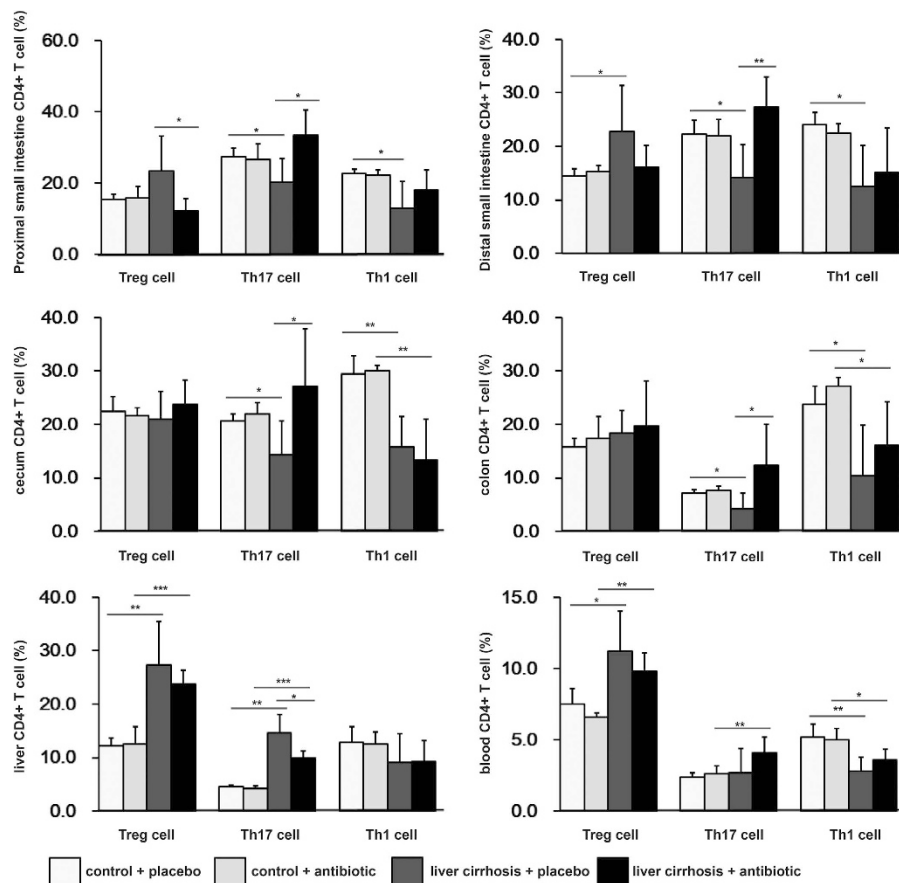 Proximal small intestine CD4+ T cell (%)
60.0
40.0
20.0
0.0
*
*
*
*
Treg cell
Th17 cell
Th1 cell
Distal small intestine CD4+ T cell (%)
40.0
30.0
20.0
10.0
0.0
*
*
**
*
Treg cell
Th17 cell
Th1 cell
cecum CD4+ T cell (%)
40.0
30.0
20.0
10.0
0.0
*
*
**
**
Treg cell
Th17 cell
Th1 cell
colon CD4+ T cell (%)
40.0
30.0
20.0
10.0
0.0
*
*
*
*
Treg cell
Th17 cell
Th1 cell
liver CD4+ T cell (%)
40.0
30.0
20.0
10.0
0.0
***
**
***
**
*
Treg cell
Th17 cell
Th1 cell
blood CD4+ T cell (%)
15.0
10.0
5.0
0.0
**
*
**
*
**
Treg cell
Th17 cell
Th1 cell
control + placebo
control + antibiotic
liver cirrhosis + placebo
liver cirrhosis + antibiotic